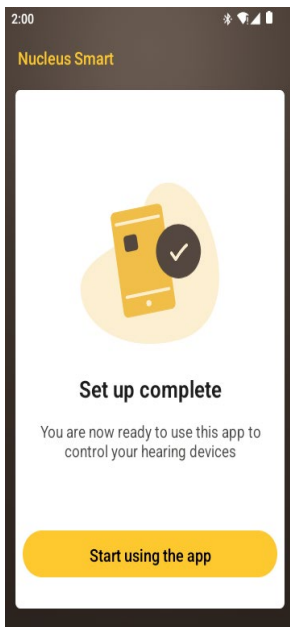 2:00
Nucleus Smart
Set up complete
You are now ready to use this app to
control your hearing devices
Start using the app